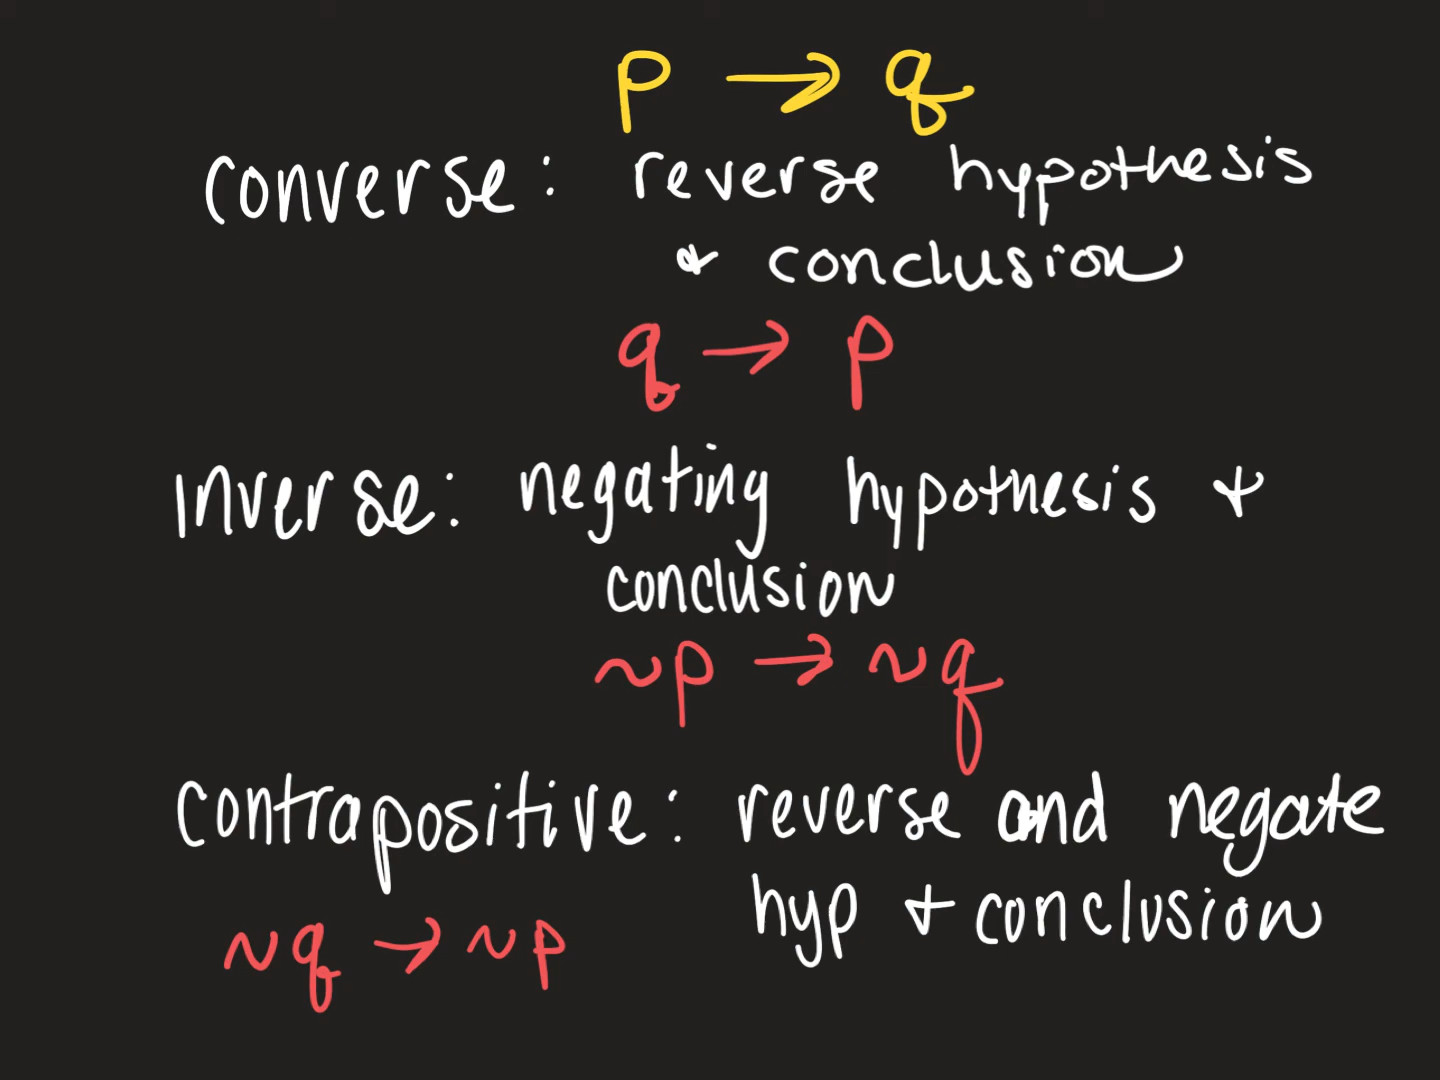 p → q
converse: reverse hypothesis
& conclusion
q → p
Inverse: negating hypothesis +
conclusion
~p → ~q
contrapositive: reverse and negate
hyp + conclusion
~q → ~p